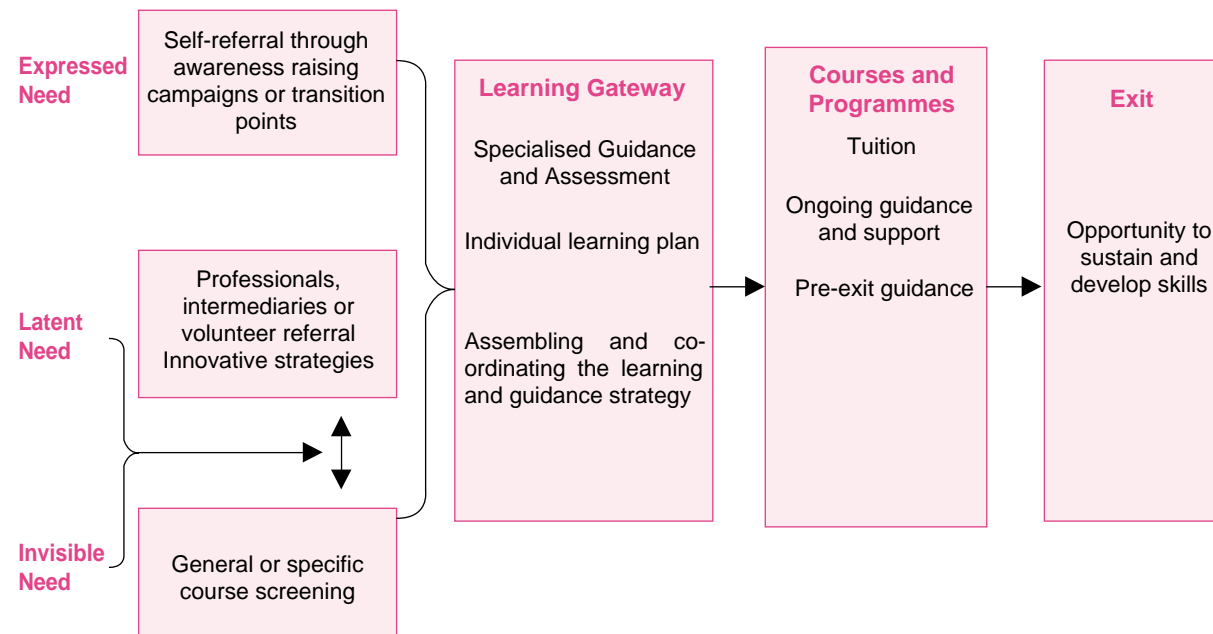 Expressed
Need
Self-referral through
awareness raising
campaigns or transition
points
Latent
Need
Professionals,
intermediaries or
volunteer referral
Innovative strategies
Invisible
Need
General or specific
course screening
Learning Gateway
Specialised Guidance
and Assessment
Individual learning plan
Assembling and co-
ordinating the learning
and guidance strategy
Courses and
Programmes
Tuition
Ongoing guidance
and support
Pre-exit guidance
Exit
Opportunity to
sustain and
develop skills